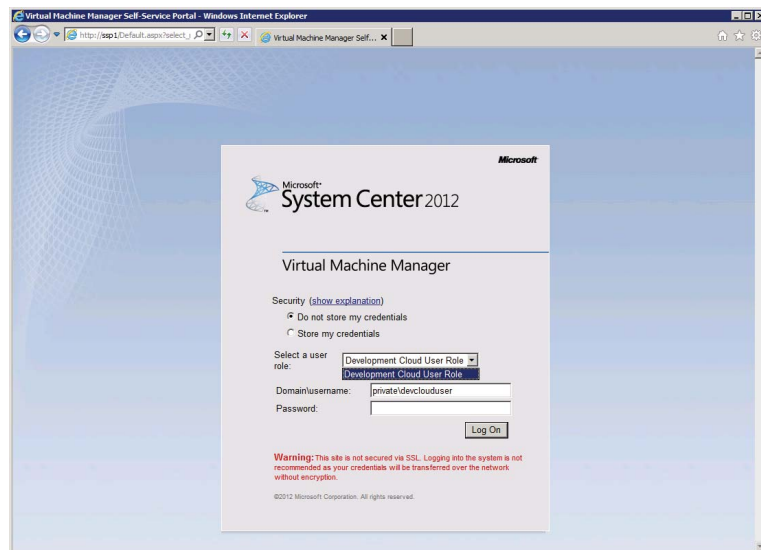 Virtual Machine Manager Self-Service Portal - Windows Internet Explorer
http://ssp1/Default.aspx?select_
Virtual Machine Manager Self...
Microsoft
Microsoft
System Center 2012
Virtual Machine Manager
Security (show explanation)
Do not store my credentials
Store my credentials
Select a user role:
Development Cloud User Role
Development Cloud User Role
Domain\username: private\devclouduser
Password:
Log On
Warning: This site is not secured via SSL. Logging into the system is not
recommended as your credentials will be transferred over the network
without encryption.
©2012 Microsoft Corporation. All rights reserved.